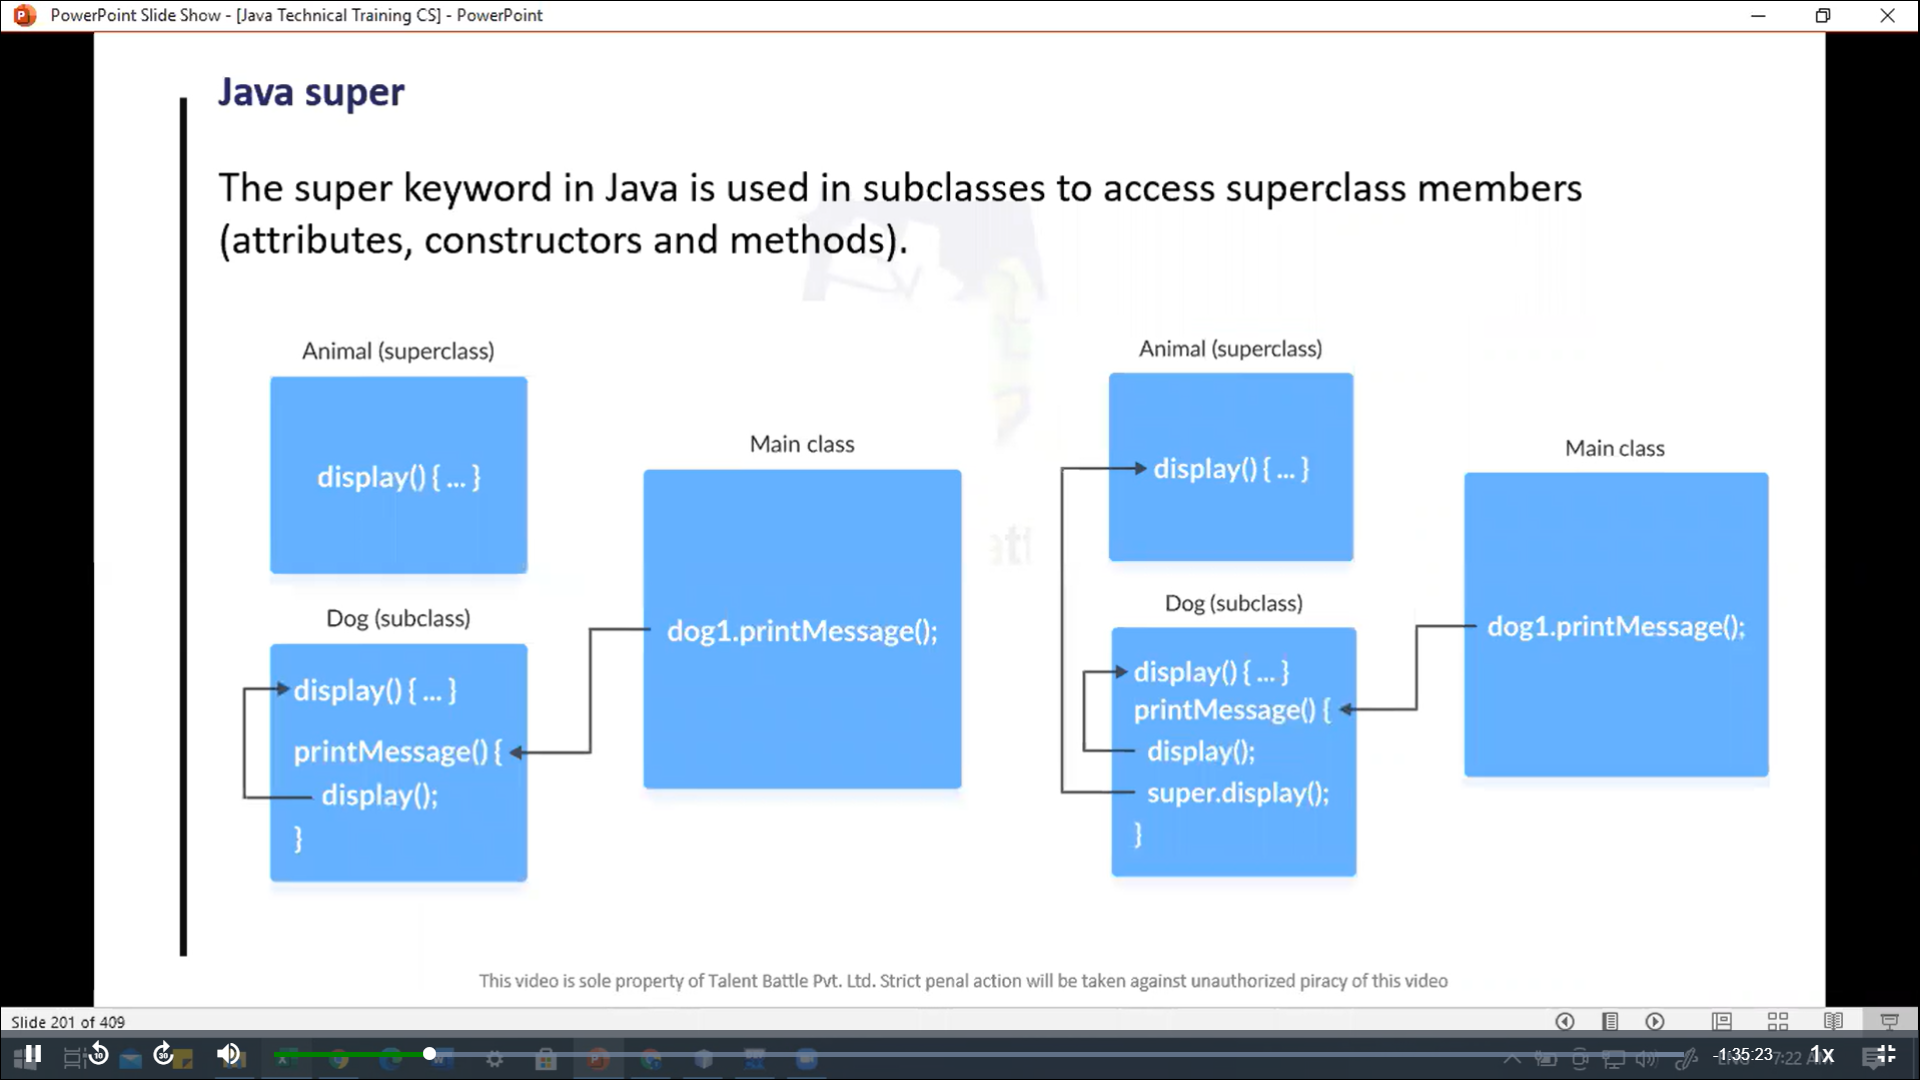 PowerPoint Slide Show - [Java Technical Training CS] - PowerPoint
Java super
The super keyword in Java is used in subclasses to access superclass members
(attributes, constructors and methods).
Animal (superclass)
display() { ... }
Dog (subclass)
display() { ... }
printMessage() {
display();
}
Main class
dog1.printMessage();
Animal (superclass)
display() { ... }
Dog (subclass)
display() { ... }
printMessage() {
display();
super.display();
}
Main class
dog1.printMessage();
This video is sole property of Talent Battle Pvt. Ltd. Strict penal action will be taken against unauthorized piracy of this video
Slide 201 of 409
10
30
-1:35:23
1x